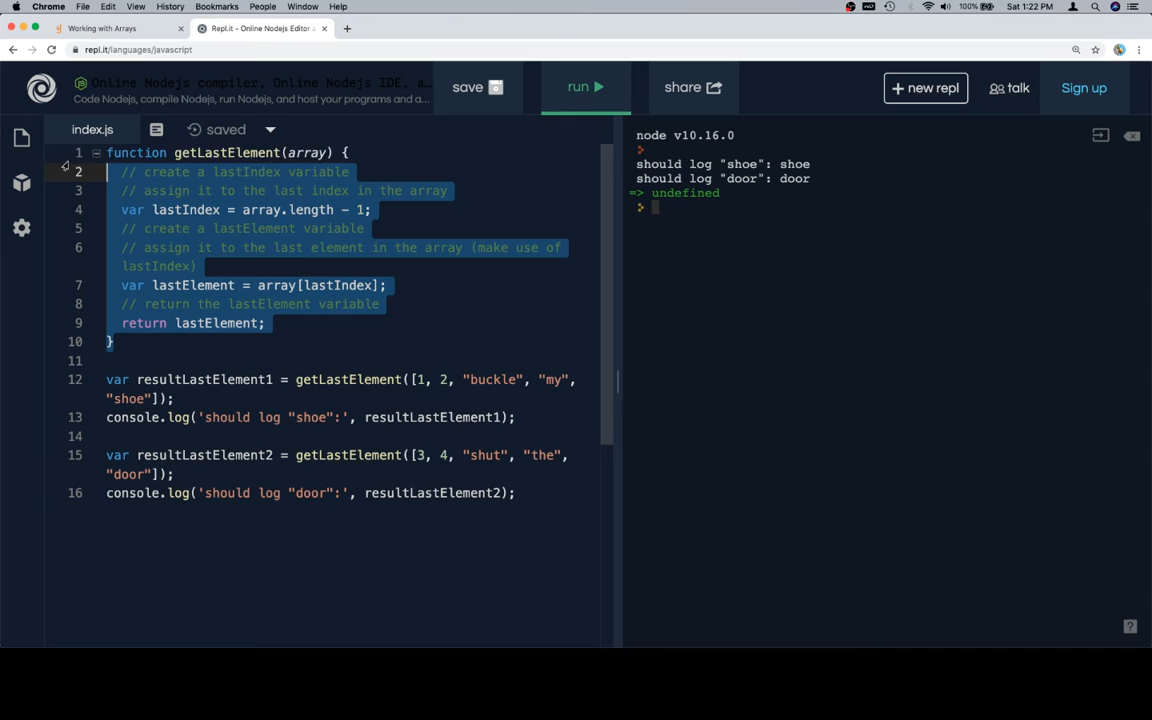 Chrome File Edit View History Bookmarks People Window Help 100% Sat 1:22 PM
Working with Arrays Repl.it - Online Nodejs Editor a
repl.it/languages/javascript
Online Nodejs compiler, Online Nodejs IDE, a…
Code Nodejs, compile Nodejs, run Nodejs, and host your programs and a…
save run share + new repl talk Sign up
index.js saved
1 function getLastElement(array) {
2 // create a lastIndex variable
3 // assign it to the last index in the array
4 var lastIndex = array.length - 1;
5 // create a lastElement variable
6 // assign it to the last element in the array (make use of
lastIndex)
7 var lastElement = array[lastIndex];
8 // return the lastElement variable
9 return lastElement;
10 }
11
12 var resultLastElement1 = getLastElement([1, 2, "buckle", "my",
"shoe"]);
13 console.log('should log "shoe":', resultLastElement1);
14
15 var resultLastElement2 = getLastElement([3, 4, "shut", "the",
"door"]);
16 console.log('should log "door":', resultLastElement2);
node v10.16.0
should log "shoe": shoe
should log "door": door
=> undefined